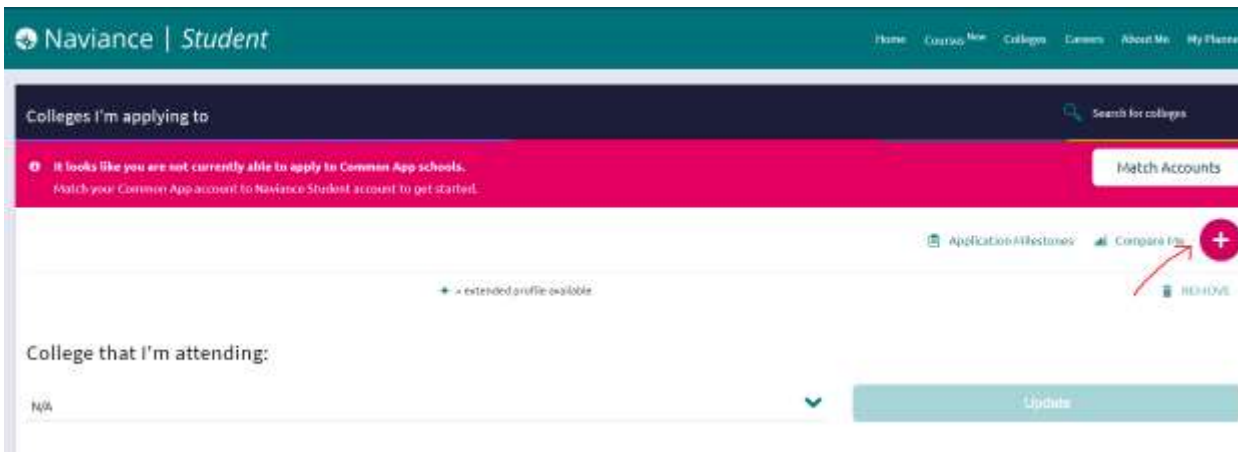 Naviance | Student
Home Courses New Colleges Careers About Me My Planne
Colleges I'm applying to
Search for colleges
It looks like you are not currently able to apply to Common App schools.
Match your Common App account to Naviance Student account to get started.
Match Accounts
Application Milestones Compare Me
+ = extended profile available
REMOVE
College that I'm attending:
N/A
Update